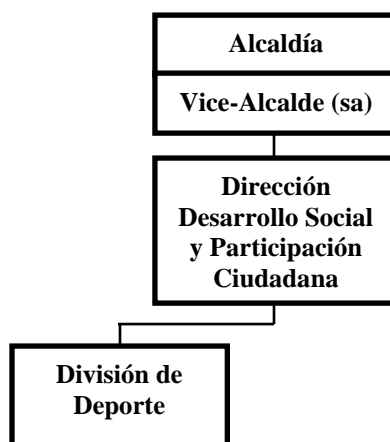 Alcaldía
Vice-Alcalde (sa)
Dirección
Desarrollo Social
y Participación
Ciudadana
División de
Deporte